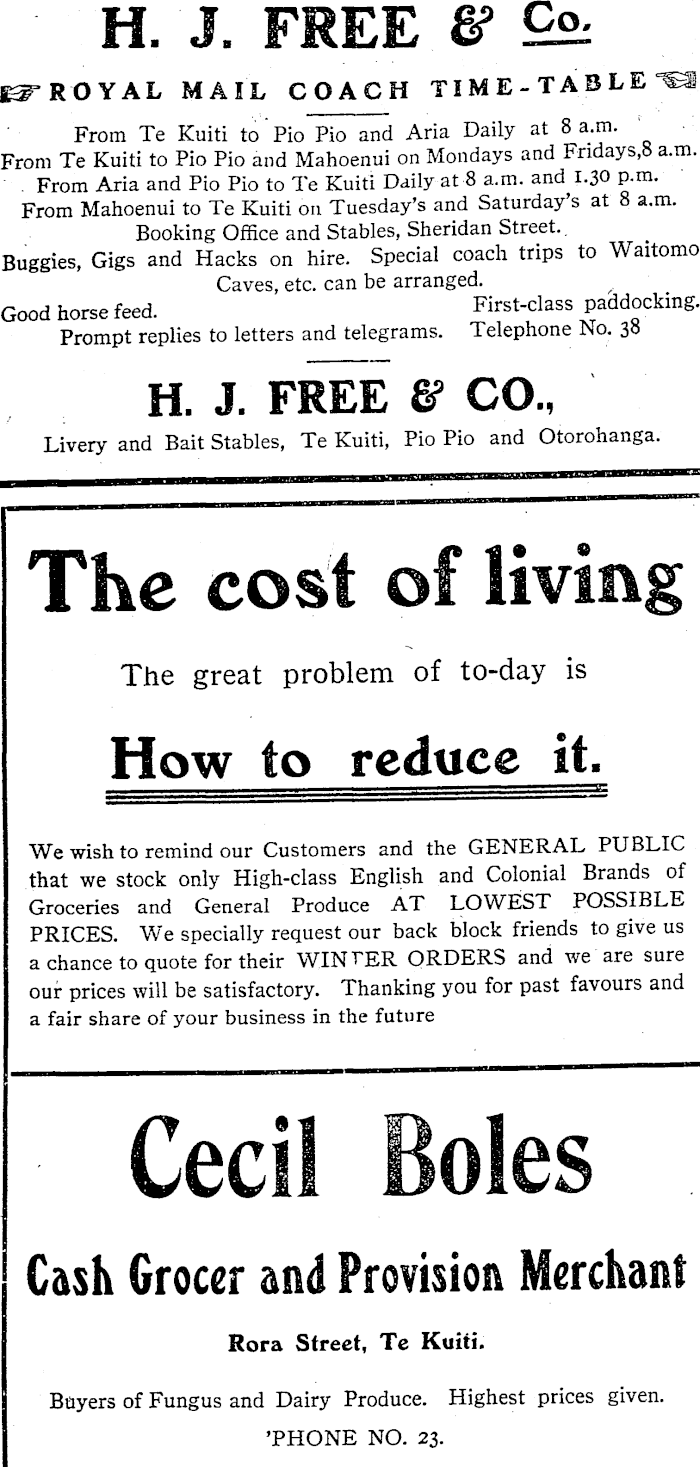 H. J. FREE & Co.
ROYAL MAIL COACH TIME-TABLE
From Te Kuiti to Pio Pio and Aria Daily at 8 a.m.
From Te Kuiti to Pio Pio and Mahoenui on Mondays and Fridays,8 a.m.
From Aria and Pio Pio to Te Kuiti Daily at 8 a.m. and 1.30 p.m.
From Mahoenui to Te Kuiti on Tuesday's and Saturday's at 8 a.m.
Booking Office and Stables, Sheridan Street.
Buggies, Gigs and Hacks on hire. Special coach trips to Waitomo
Caves, etc. can be arranged.
Good horse feed. First-class paddocking.
Prompt replies to letters and telegrams. Telephone No. 38
H. J. FREE & CO.,
Livery and Bait Stables, Te Kuiti, Pio Pio and Otorohanga.
The cost of living
The great problem of to-day is
How to reduce it.
We wish to remind our Customers and the GENERAL PUBLIC
that we stock only High-class English and Colonial Brands of
Groceries and General Produce AT LOWEST POSSIBLE
PRICES. We specially request our back block friends to give us
a chance to quote for their WINTER ORDERS and we are sure
our prices will be satisfactory. Thanking you for past favours and
a fair share of your business in the future
Cecil Boles
Cash Grocer and Provision Merchant
Rora Street, Te Kuiti.
Buyers of Fungus and Dairy Produce. Highest prices given.
'PHONE NO. 23.